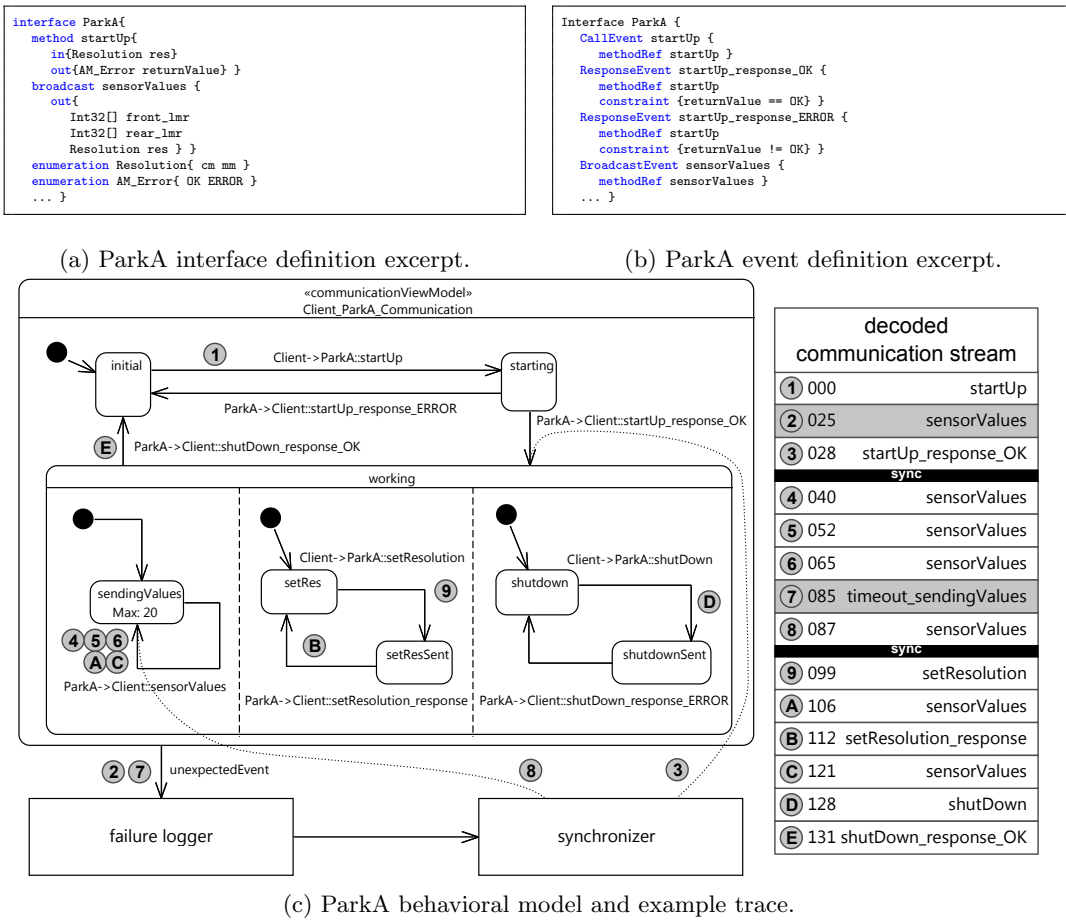 interface ParkA{
method startUp{
in{Resolution res}
out{AM_Error returnValue} }
broadcast sensorValues {
out{
Int32[] front_lmr
Int32[] rear_lmr
Resolution res } }
enumeration Resolution{ cm mm }
enumeration AM_Error{ OK ERROR }
... }
(a) ParkA interface definition excerpt.
Interface ParkA {
CallEvent startUp {
methodRef startUp }
ResponseEvent startUp_response_OK {
methodRef startUp
constraint {returnValue == OK} }
ResponseEvent startUp_response_ERROR {
methodRef startUp
constraint {returnValue != OK} }
BroadcastEvent sensorValues {
methodRef sensorValues }
... }
(b) ParkA event definition excerpt.
«communicationViewModel»
Client_ParkA_Communication
initial
1
Client->ParkA::startUp
starting
ParkA->Client::startUp_response_ERROR
ParkA->Client::startUp_response_OK
E
ParkA->Client::shutDown_response_OK
working
sendingValues
Max: 20
4 5 6
A C
ParkA->Client::sensorValues
Client->ParkA::setResolution
setRes
9
B
setResSent
ParkA->Client::setResolution_response
Client->ParkA::shutDown
shutdown
D
shutdownSent
ParkA->Client::shutDown_response_ERROR
2 7
unexpectedEvent
8
3
failure logger
synchronizer
decoded
communication stream
1 000 startUp
2 025 sensorValues
3 028 startUp_response_OK
sync
4 040 sensorValues
5 052 sensorValues
6 065 sensorValues
7 085 timeout_sendingValues
8 087 sensorValues
sync
9 099 setResolution
A 106 sensorValues
B 112 setResolution_response
C 121 sensorValues
D 128 shutDown
E 131 shutDown_response_OK
(c) ParkA behavioral model and example trace.